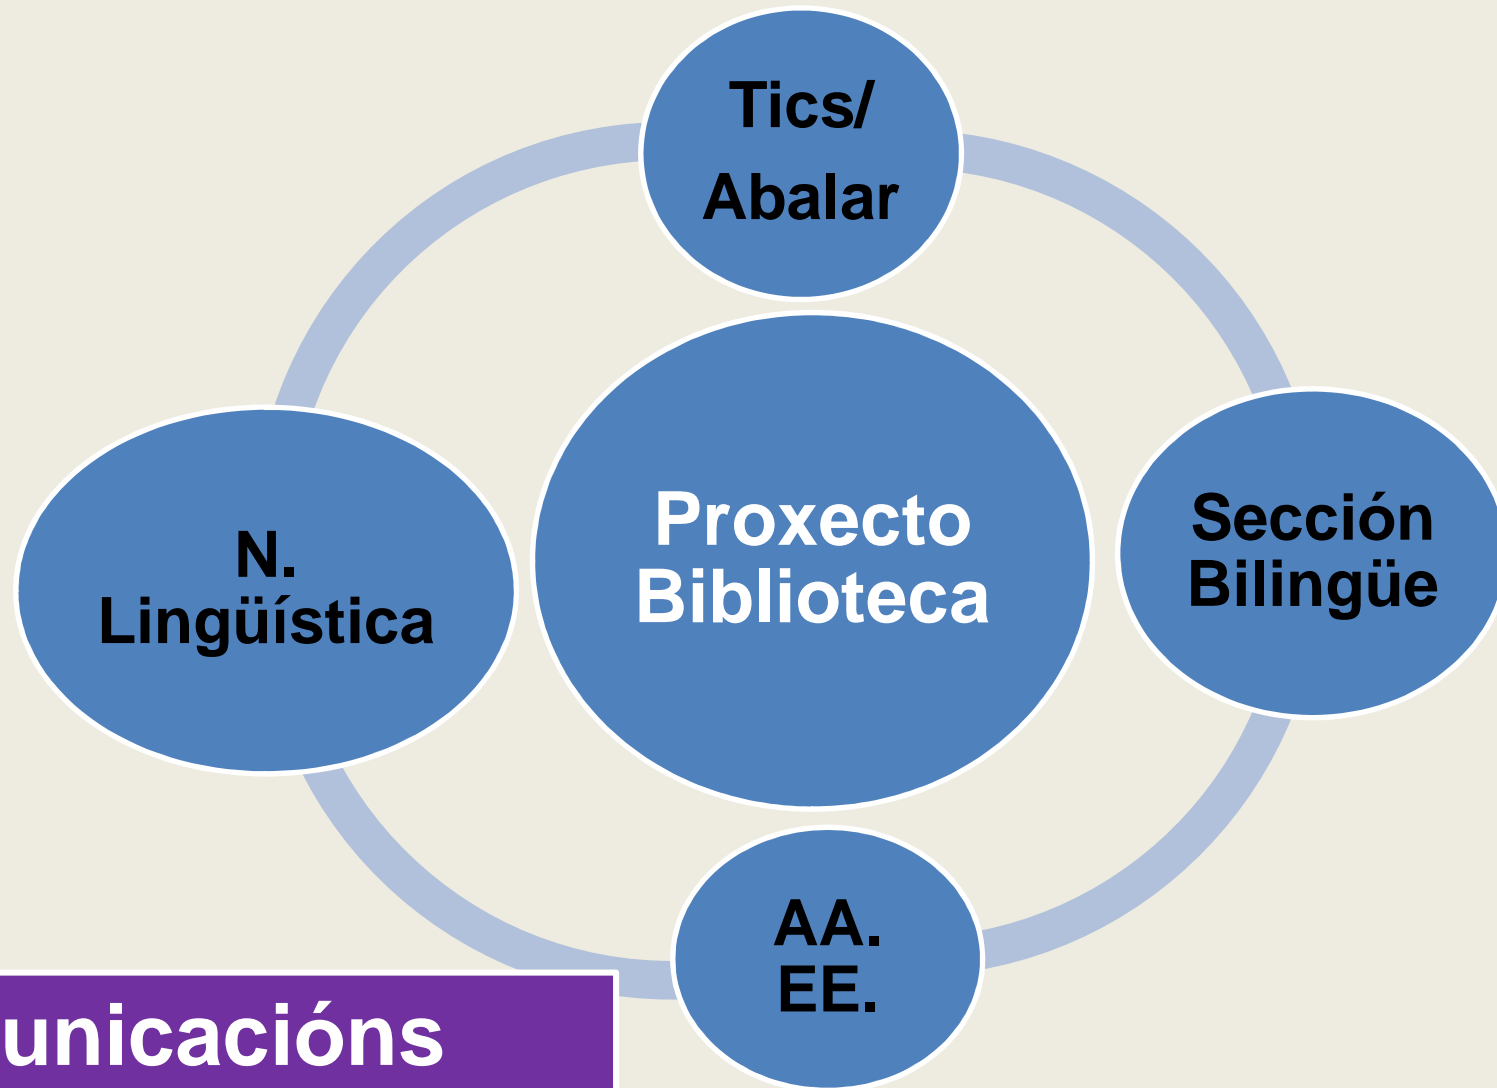 Tics/
Abalar
Proxecto
Biblioteca
Sección
Bilingüe
N.
Lingüística
AA.
EE.
unicacións